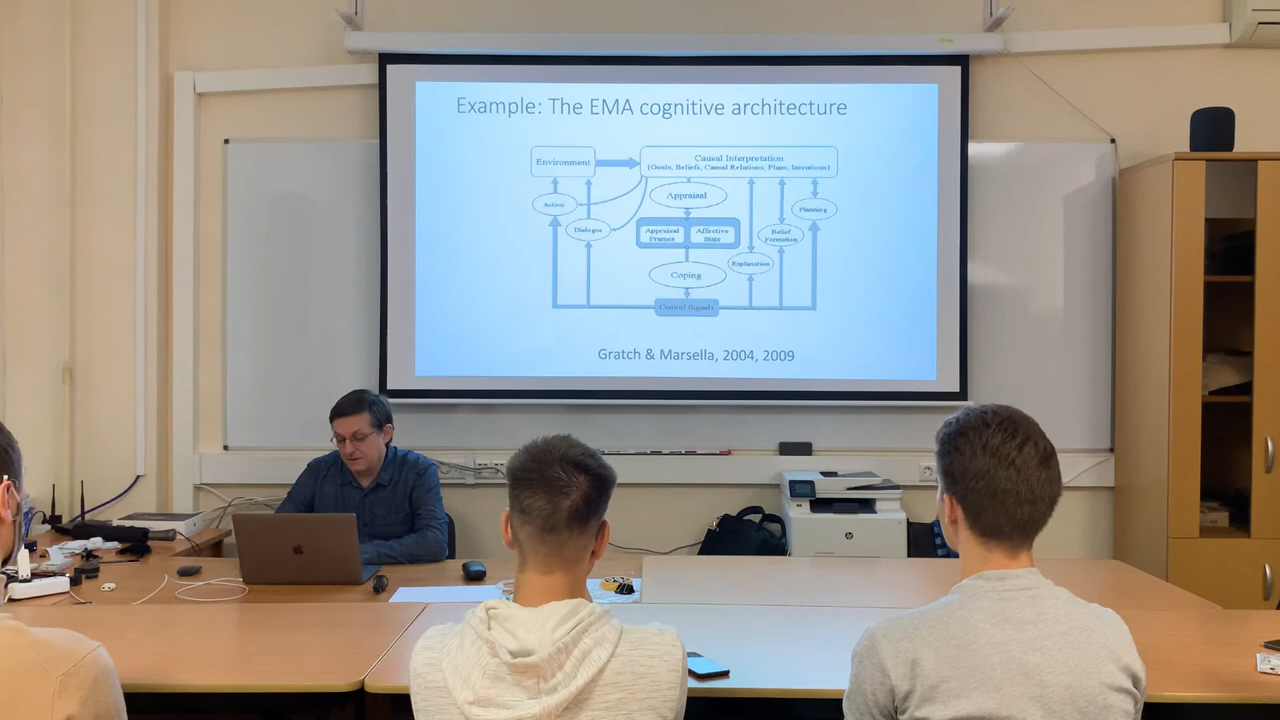 Example: The EMA cognitive architecture
Environment
Causal Interpretation
(Goals, Beliefs, Causal Relations, Plans, Intentions)
Action
Appraisal
Planning
Dialogue
Appraisal
Frames
Affective
State
Belief
Formation
Explanation
Coping
Control Signals
Gratch & Marsella, 2004, 2009
hp